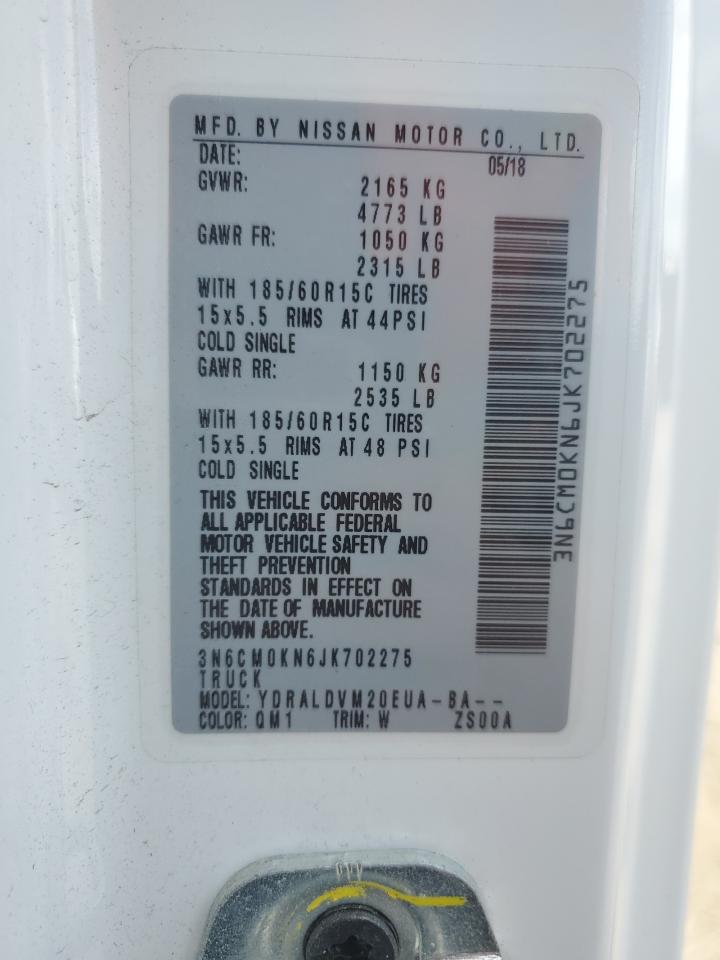 MFD. BY NISSAN MOTOR CO., LTD.
DATE: 05/18
GVWR: 2165 KG
4773 LB
GAWR FR: 1050 KG
2315 LB
WITH 185/60R15C TIRES
15x5.5 RIMS AT 44PSI
COLD SINGLE
GAWR RR: 1150 KG
2535 LB
WITH 185/60R15C TIRES
15x5.5 RIMS AT 48 PSI
COLD SINGLE
THIS VEHICLE CONFORMS TO
ALL APPLICABLE FEDERAL
MOTOR VEHICLE SAFETY AND
THEFT PREVENTION
STANDARDS IN EFFECT ON
THE DATE OF MANUFACTURE
SHOWN ABOVE.
3N6CM0KN6JK702275
TRUCK
MODEL: YDRALDVM20EUA-BA--
COLOR: QM1 TRIM: W ZS00A
3N6CM0KN6JK702275